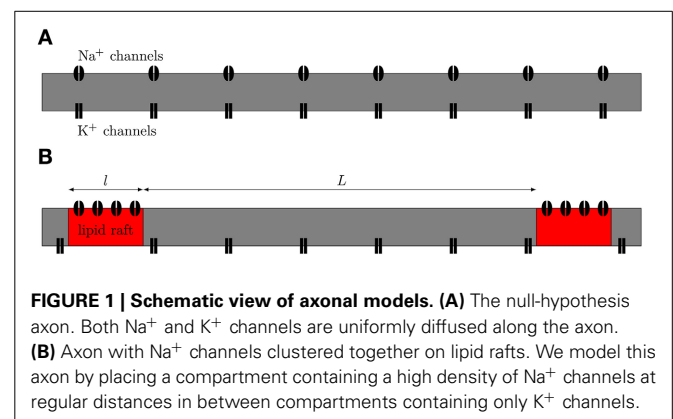 A
Na⁺ channels
K⁺ channels
B
l
L
lipid raft
FIGURE 1 | Schematic view of axonal models. (A) The null-hypothesis
axon. Both Na⁺ and K⁺ channels are uniformly diffused along the axon.
(B) Axon with Na⁺ channels clustered together on lipid rafts. We model this
axon by placing a compartment containing a high density of Na⁺ channels at
regular distances in between compartments containing only K⁺ channels.